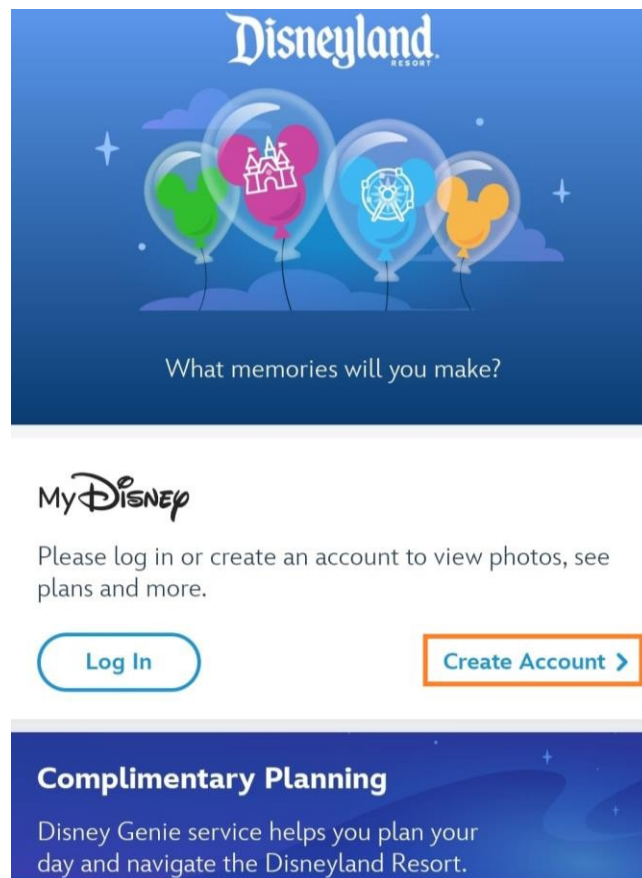 Disneyland
RESORT
What memories will you make?
My Disney
Please log in or create an account to view photos, see
plans and more.
Log In
Create Account >
Complimentary Planning
Disney Genie service helps you plan your
day and navigate the Disneyland Resort.